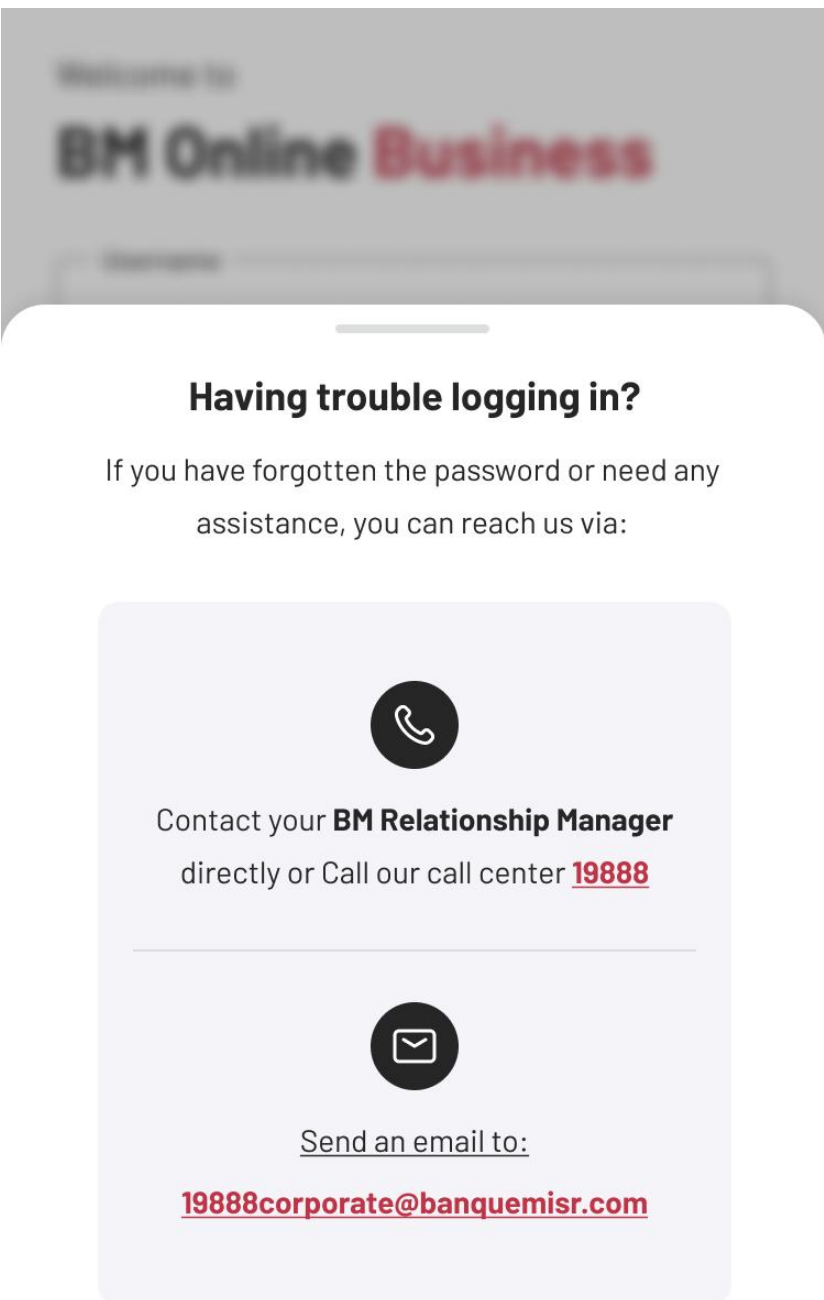 Welcome to
BM Online Business
Username
Having trouble logging in?
If you have forgotten the password or need any
assistance, you can reach us via:
Contact your BM Relationship Manager
directly or Call our call center 19888
Send an email to:
19888corporate@banquemisr.com